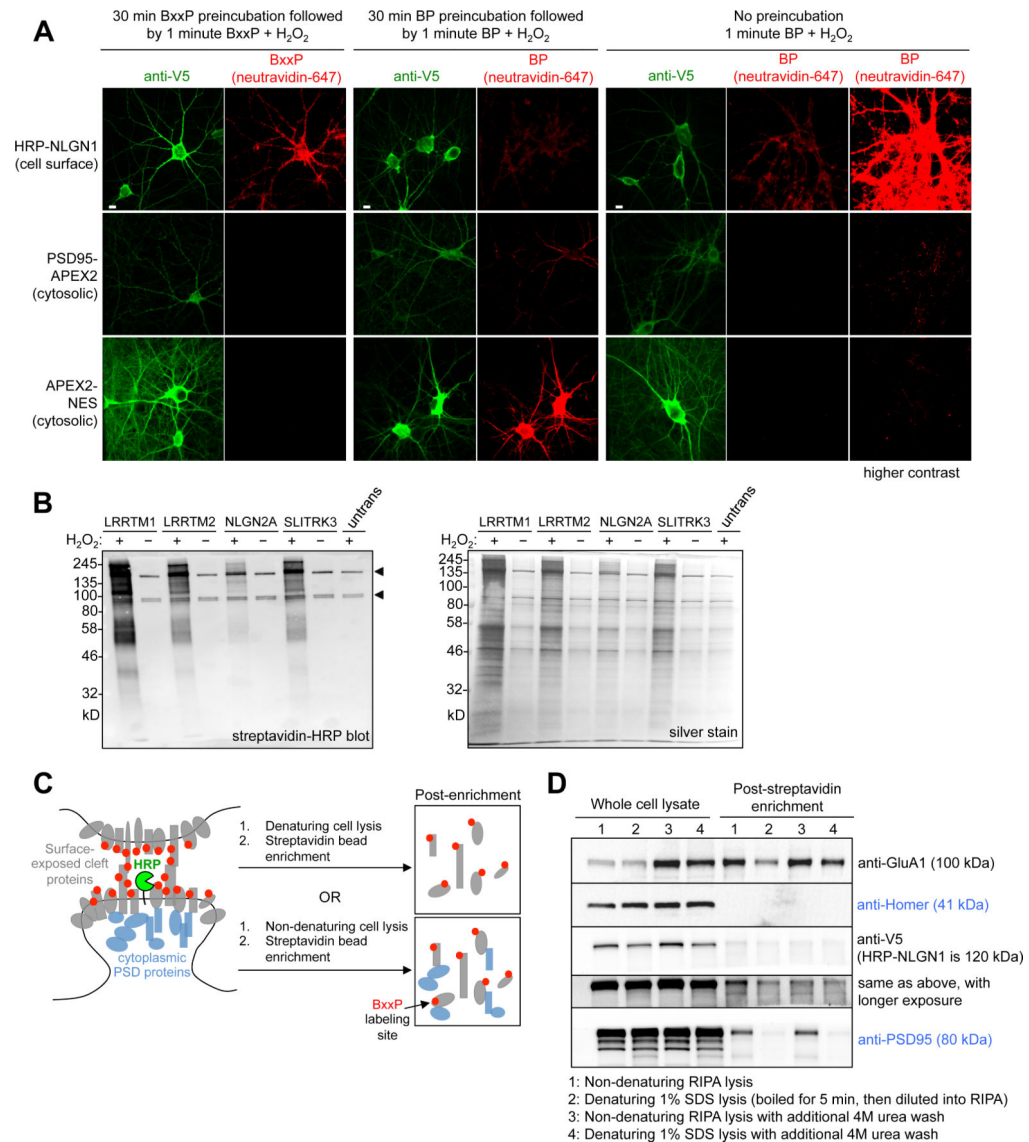 A
30 min BxxP preincubation followed
by 1 minute BxxP + H₂O₂
30 min BP preincubation followed
by 1 minute BP + H₂O₂
No preincubation
1 minute BP + H₂O₂
anti-V5
BxxP
(neutravidin-647)
anti-V5
BP
(neutravidin-647)
anti-V5
BP
(neutravidin-647)
BP
(neutravidin-647)
HRP-NLGN1
(cell surface)
PSD95-
APEX2
(cytosolic)
APEX2-
NES
(cytosolic)
higher contrast
B
LRRTM1 LRRTM2 NLGN2A SLITRK3 untrans
H₂O₂: + – + – + – + – +
245
135
100
80
58
46
32
kD
streptavidin-HRP blot
LRRTM1 LRRTM2 NLGN2A SLITRK3 untrans
H₂O₂: + – + – + – + – +
245
135
100
80
58
46
32
kD
silver stain
C
Surface-
exposed cleft
proteins
HRP
cytoplasmic
PSD proteins
1. Denaturing cell lysis
2. Streptavidin bead
enrichment
OR
1. Non-denaturing cell lysis
2. Streptavidin bead
enrichment
Post-enrichment
BxxP
labeling
site
D
Whole cell lysate
Post-streptavidin
enrichment
1 2 3 4 1 2 3 4
anti-GluA1 (100 kDa)
anti-Homer (41 kDa)
anti-V5
(HRP-NLGN1 is 120 kDa)
same as above, with
longer exposure
anti-PSD95 (80 kDa)
1: Non-denaturing RIPA lysis
2: Denaturing 1% SDS lysis (boiled for 5 min, then diluted into RIPA)
3: Non-denaturing RIPA lysis with additional 4M urea wash
4: Denaturing 1% SDS lysis with additional 4M urea wash